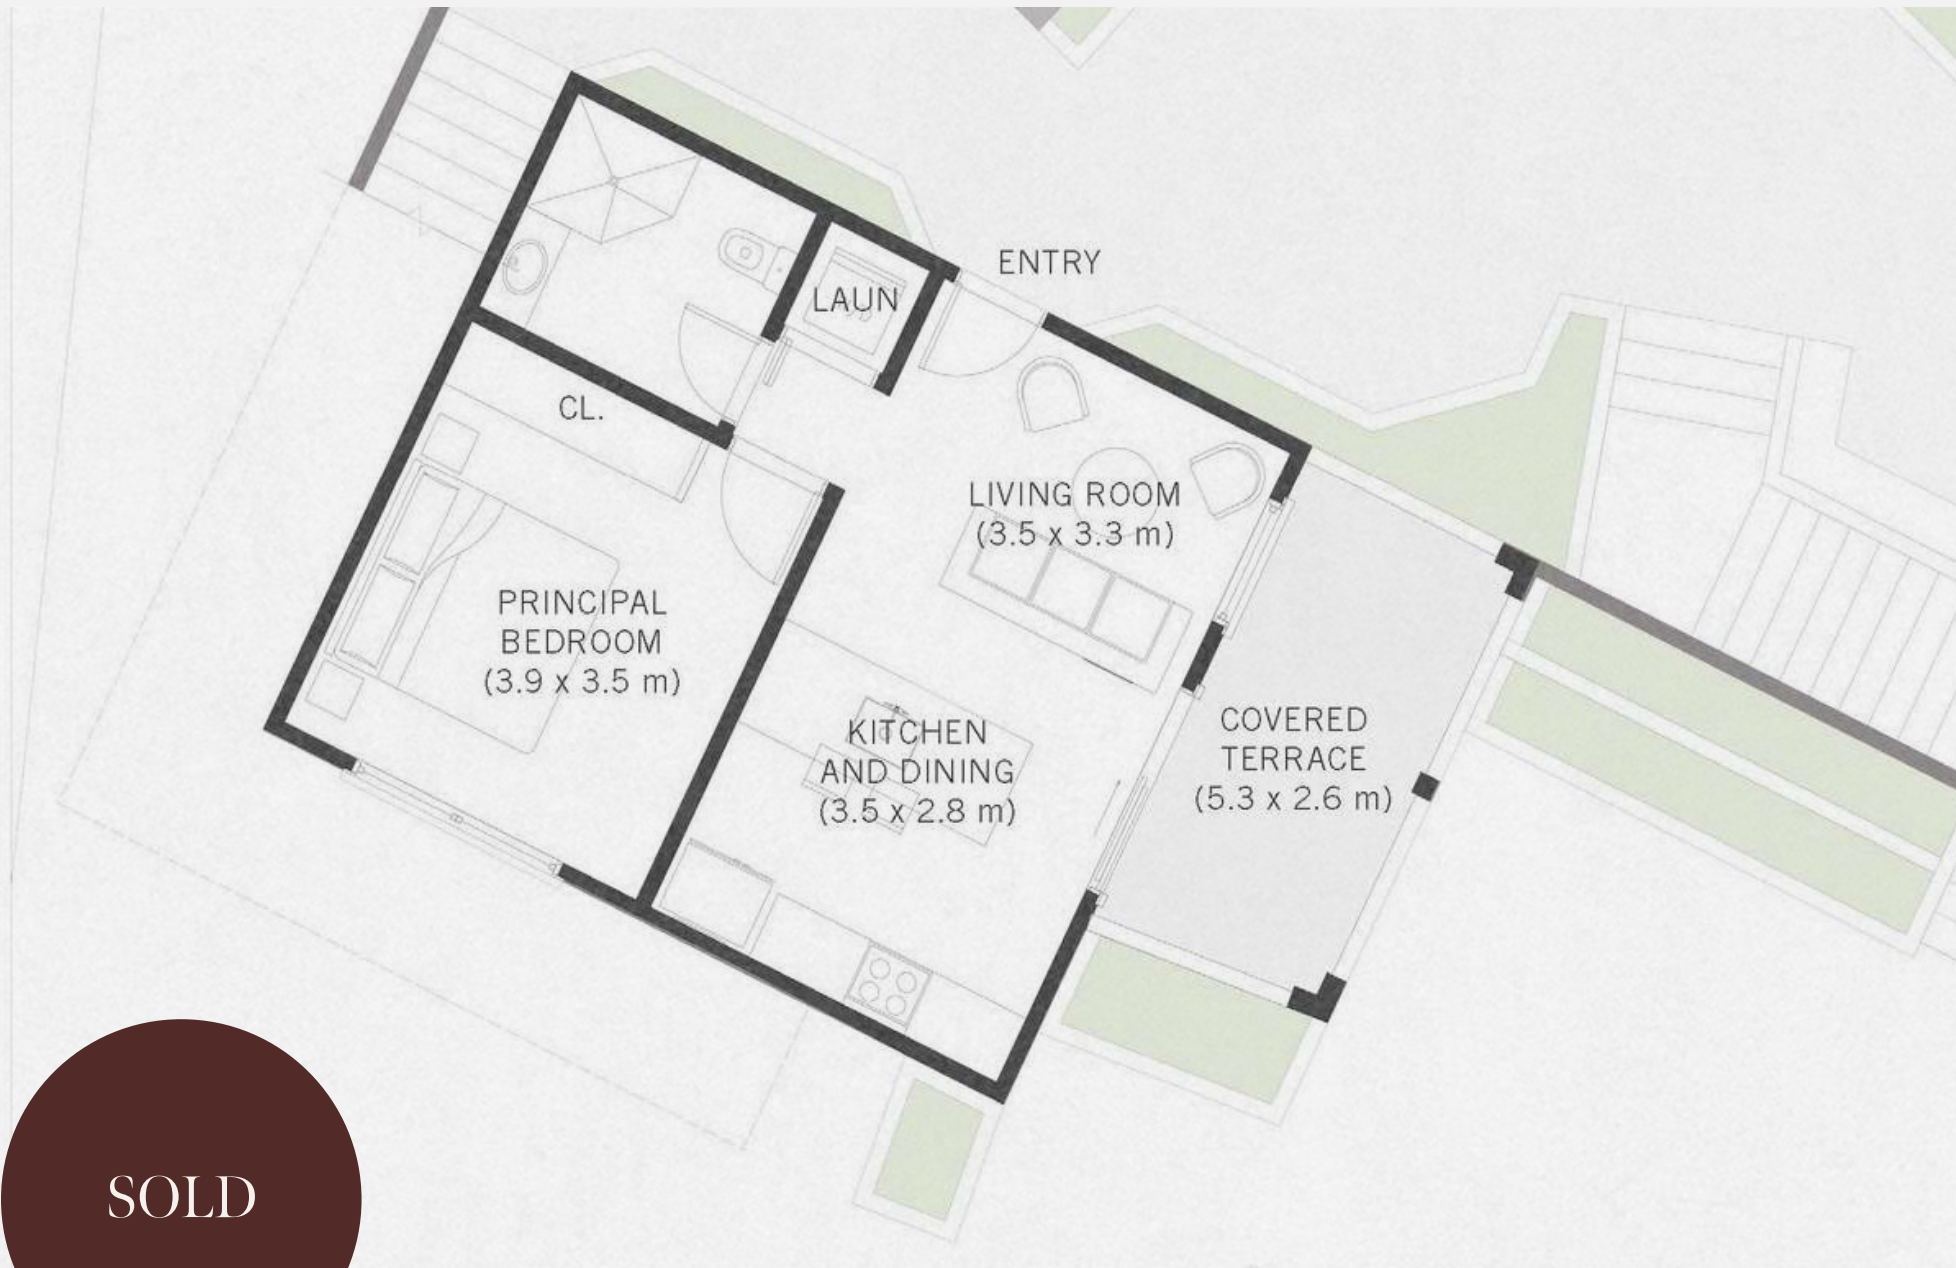 ENTRY
LAUN
CL.
LIVING ROOM
(3.5 x 3.3 m)
PRINCIPAL
BEDROOM
(3.9 x 3.5 m)
KITCHEN
AND DINING
(3.5 x 2.8 m)
COVERED
TERRACE
(5.3 x 2.6 m)
SOLD